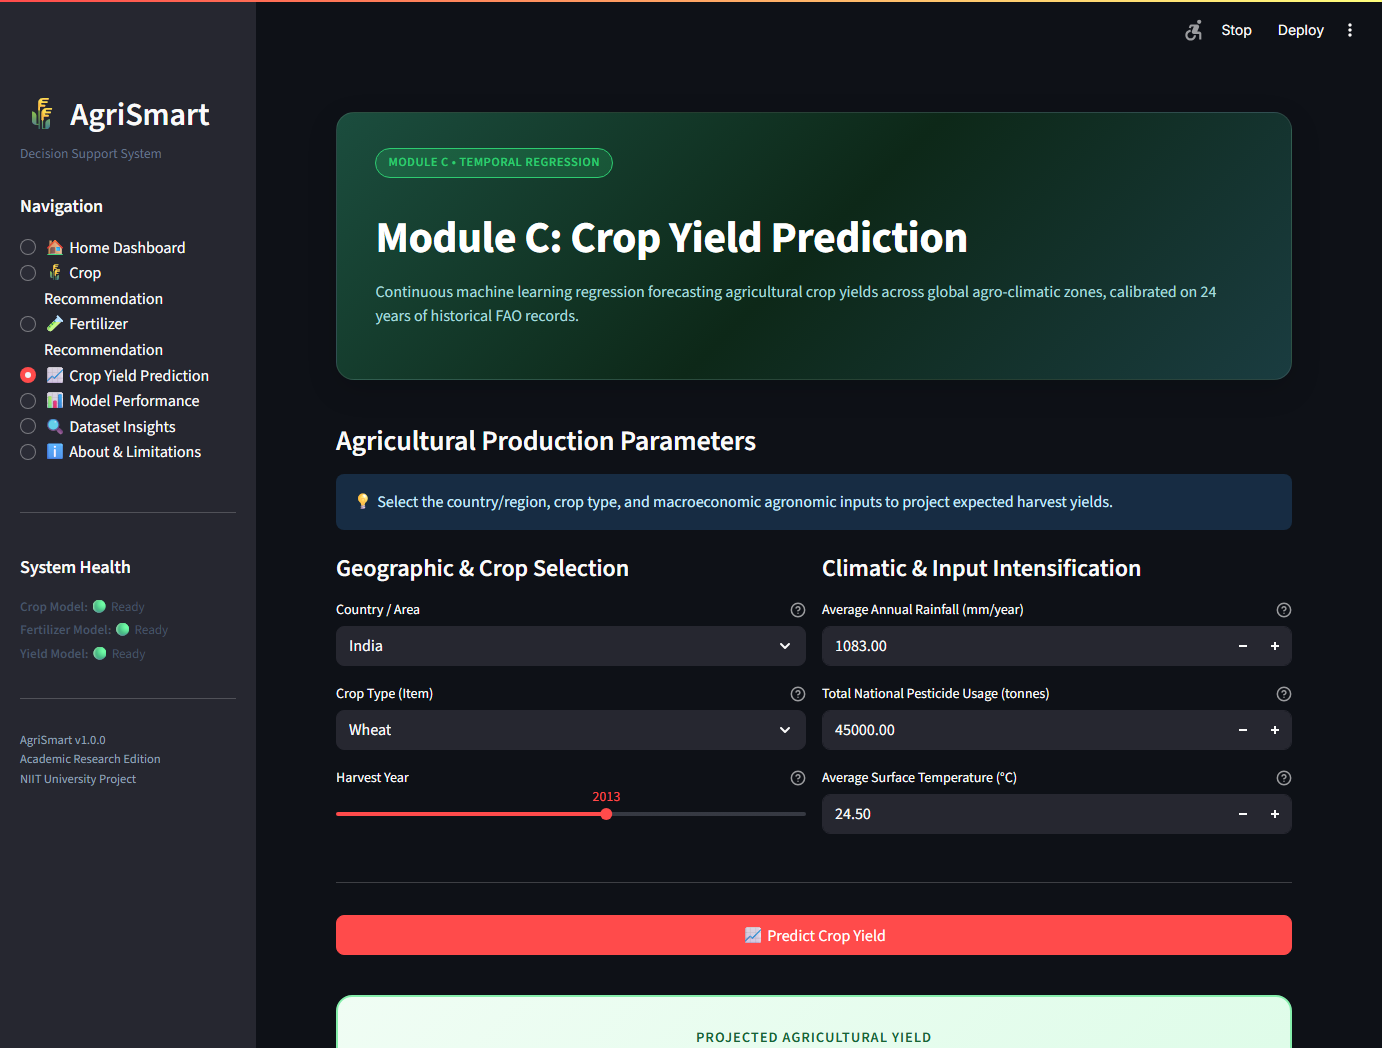 Stop
Deploy
AgriSmart
Decision Support System
Navigation
Home Dashboard
Crop
Recommendation
Fertilizer
Recommendation
Crop Yield Prediction
Model Performance
Dataset Insights
About & Limitations
System Health
Crop Model: Ready
Fertilizer Model: Ready
Yield Model: Ready
AgriSmart v1.0.0
Academic Research Edition
NIIT University Project
MODULE C • TEMPORAL REGRESSION
Module C: Crop Yield Prediction
Continuous machine learning regression forecasting agricultural crop yields across global agro-climatic zones, calibrated on 24
years of historical FAO records.
Agricultural Production Parameters
Select the country/region, crop type, and macroeconomic agronomic inputs to project expected harvest yields.
Geographic & Crop Selection
Country / Area
India
Crop Type (Item)
Wheat
Harvest Year
2013
Climatic & Input Intensification
Average Annual Rainfall (mm/year)
1083.00
Total National Pesticide Usage (tonnes)
45000.00
Average Surface Temperature (°C)
24.50
Predict Crop Yield
PROJECTED AGRICULTURAL YIELD